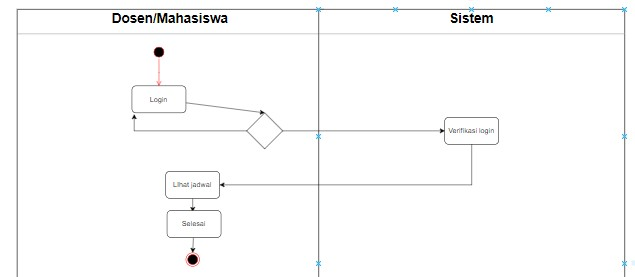 Dosen/Mahasiswa
Sistem
Login
Verifikasi login
Lihat jadwal
Selesai